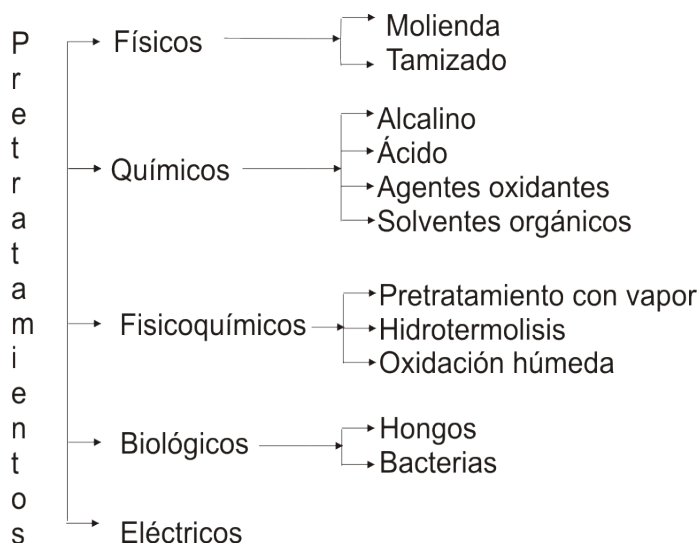 Pretratamientos
Físicos
Molienda
Tamizado
Químicos
Alcalino
Ácido
Agentes oxidantes
Solventes orgánicos
Fisicoquímicos
Pretratamiento con vapor
Hidrotermolisis
Oxidación húmeda
Biológicos
Hongos
Bacterias
Eléctricos